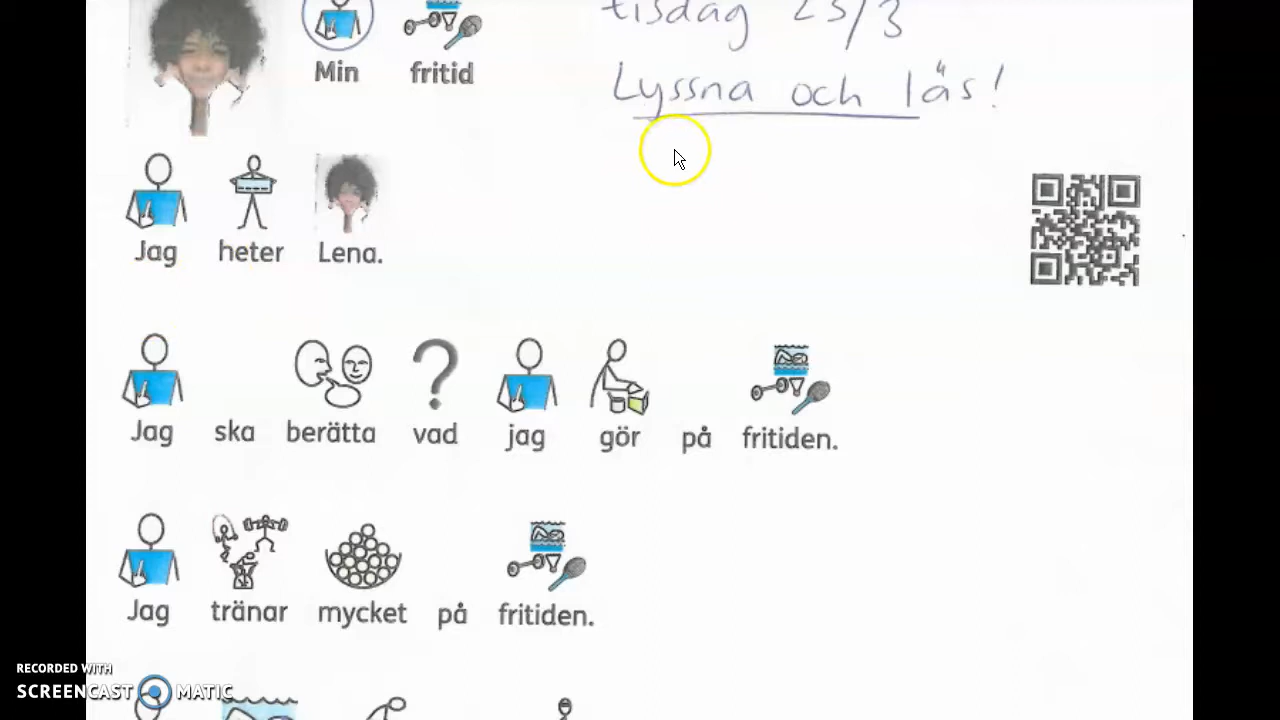 tisdag 25/3
Min fritid
Lyssna och läs!
Jag heter Lena.
Jag ska berätta vad jag gör på fritiden.
Jag tränar mycket på fritiden.
RECORDED WITH
SCREENCAST MATIC